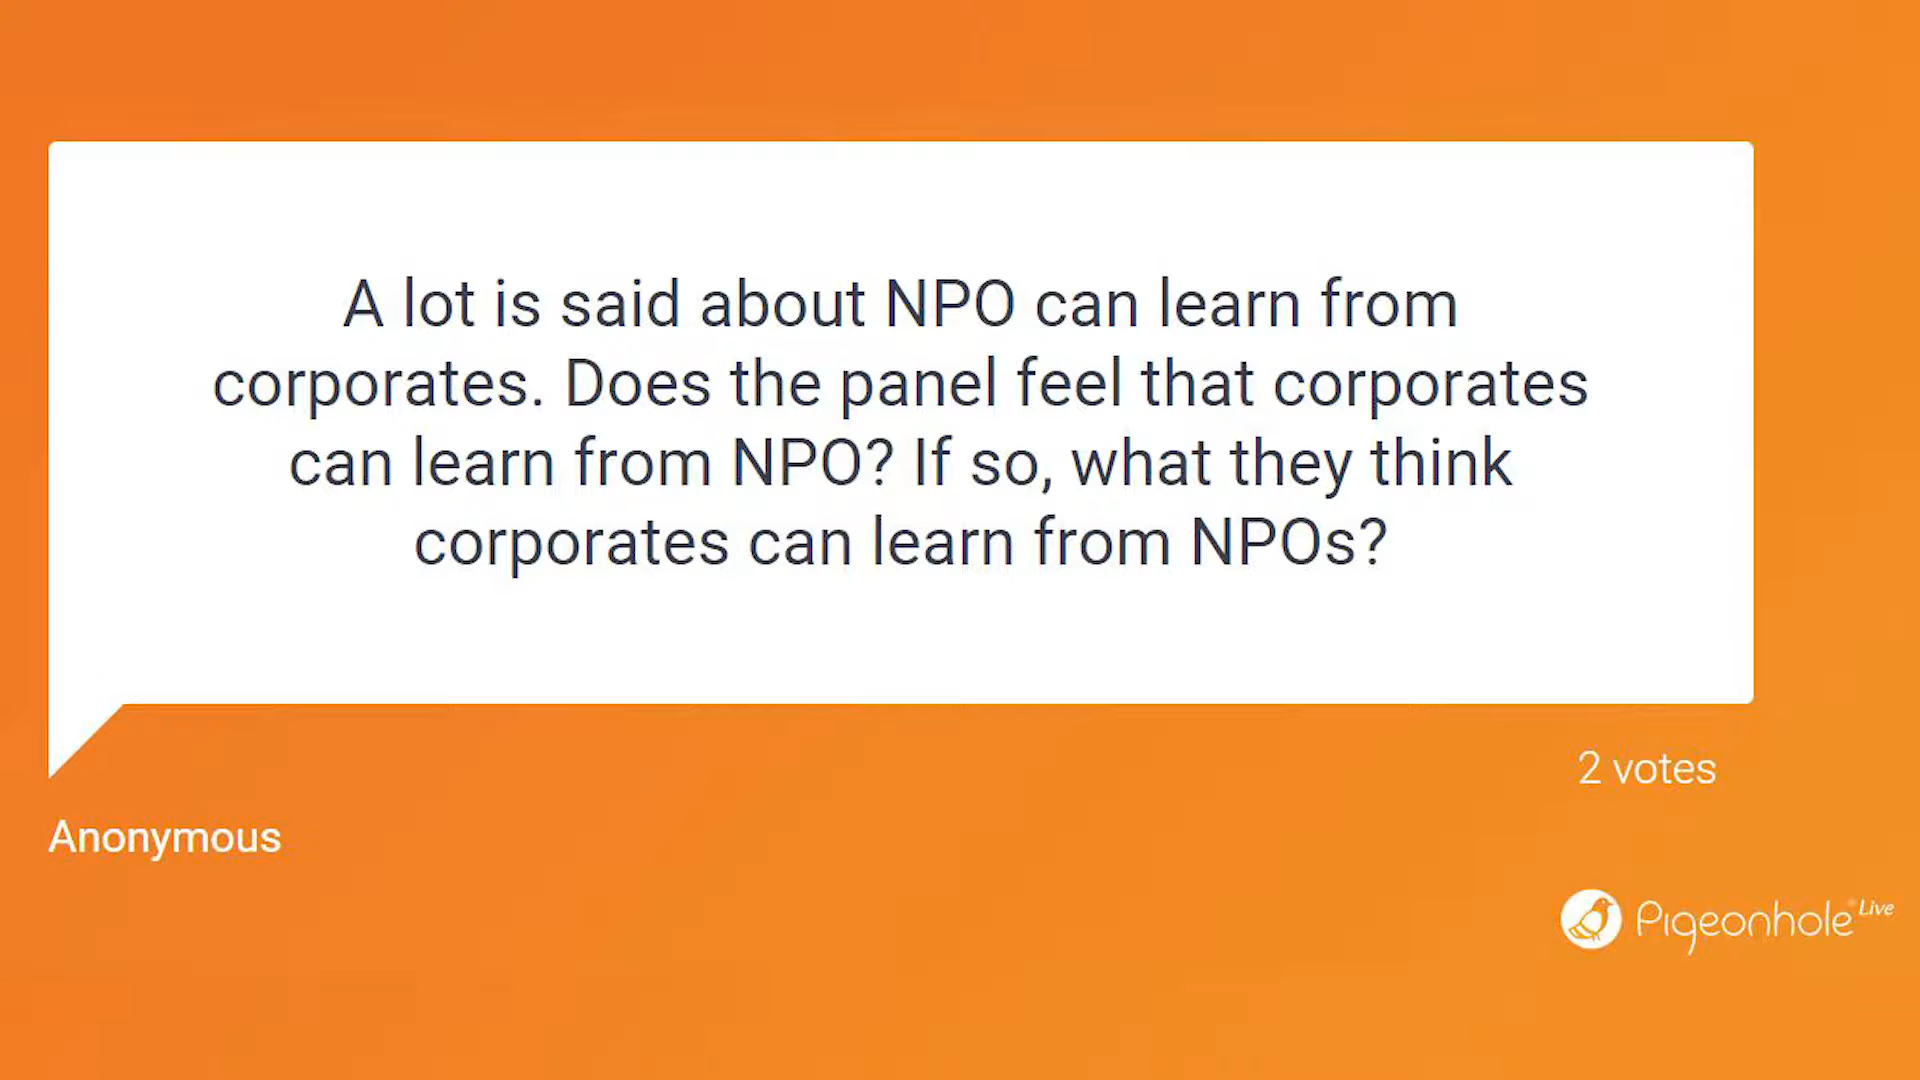 A lot is said about NPO can learn from
corporates. Does the panel feel that corporates
can learn from NPO? If so, what they think
corporates can learn from NPOs?
2 votes
Anonymous
Pigeonhole Live